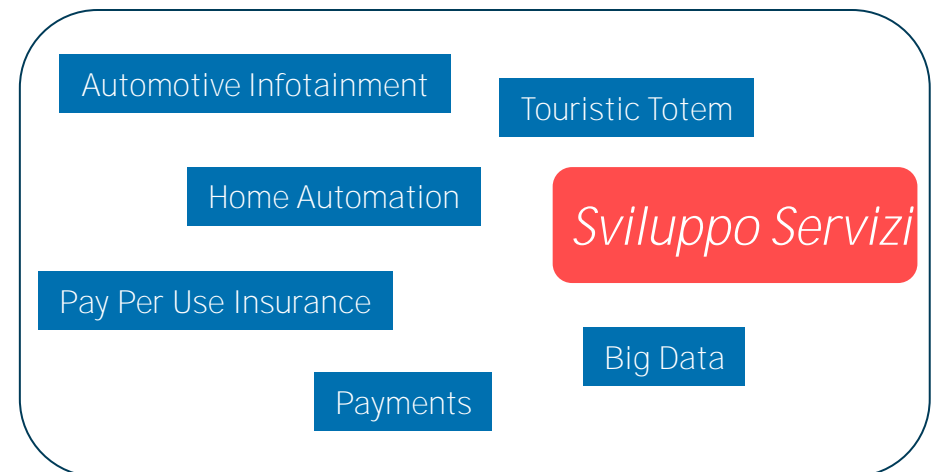 Automotive Infotainment
Touristic Totem
Home Automation
Sviluppo Servizi
Pay Per Use Insurance
Big Data
Payments